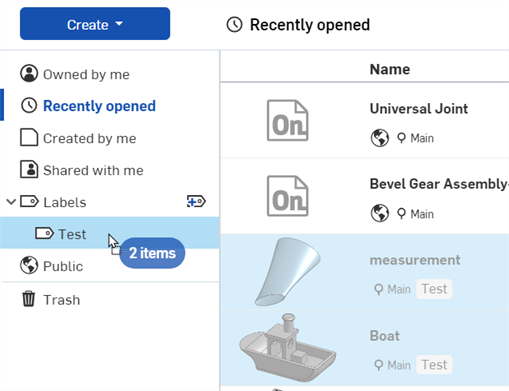 Create
Recently opened
Owned by me
Recently opened
Created by me
Shared with me
Labels
Test
2 items
Public
Trash
Name
On
Universal Joint
Main
On
Bevel Gear Assembly-
Main
measurement
Main Test
Boat
Main Test